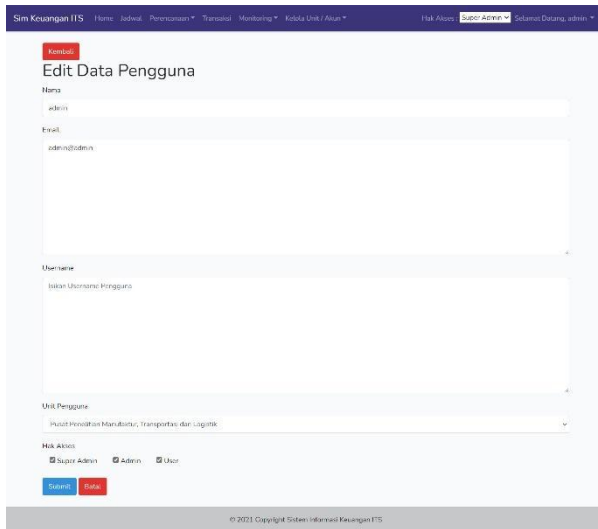 Sim Keuangan ITS Home Jadwal Perencanaan Transaksi Monitoring Kelola Unit / Akun Hak Akses : Super Admin Selamat Datang, admin
Kembali
Edit Data Pengguna
Nama
admin
Email
admin@admin
Username
Isikan Username Pengguna
Unit Pengguna
Pusat Penelitian Manufaktur, Transportasi dan Logistik
Hak Akses
Super Admin Admin User
Submit Batal
© 2021 Copyright Sistem Informasi Keuangan ITS